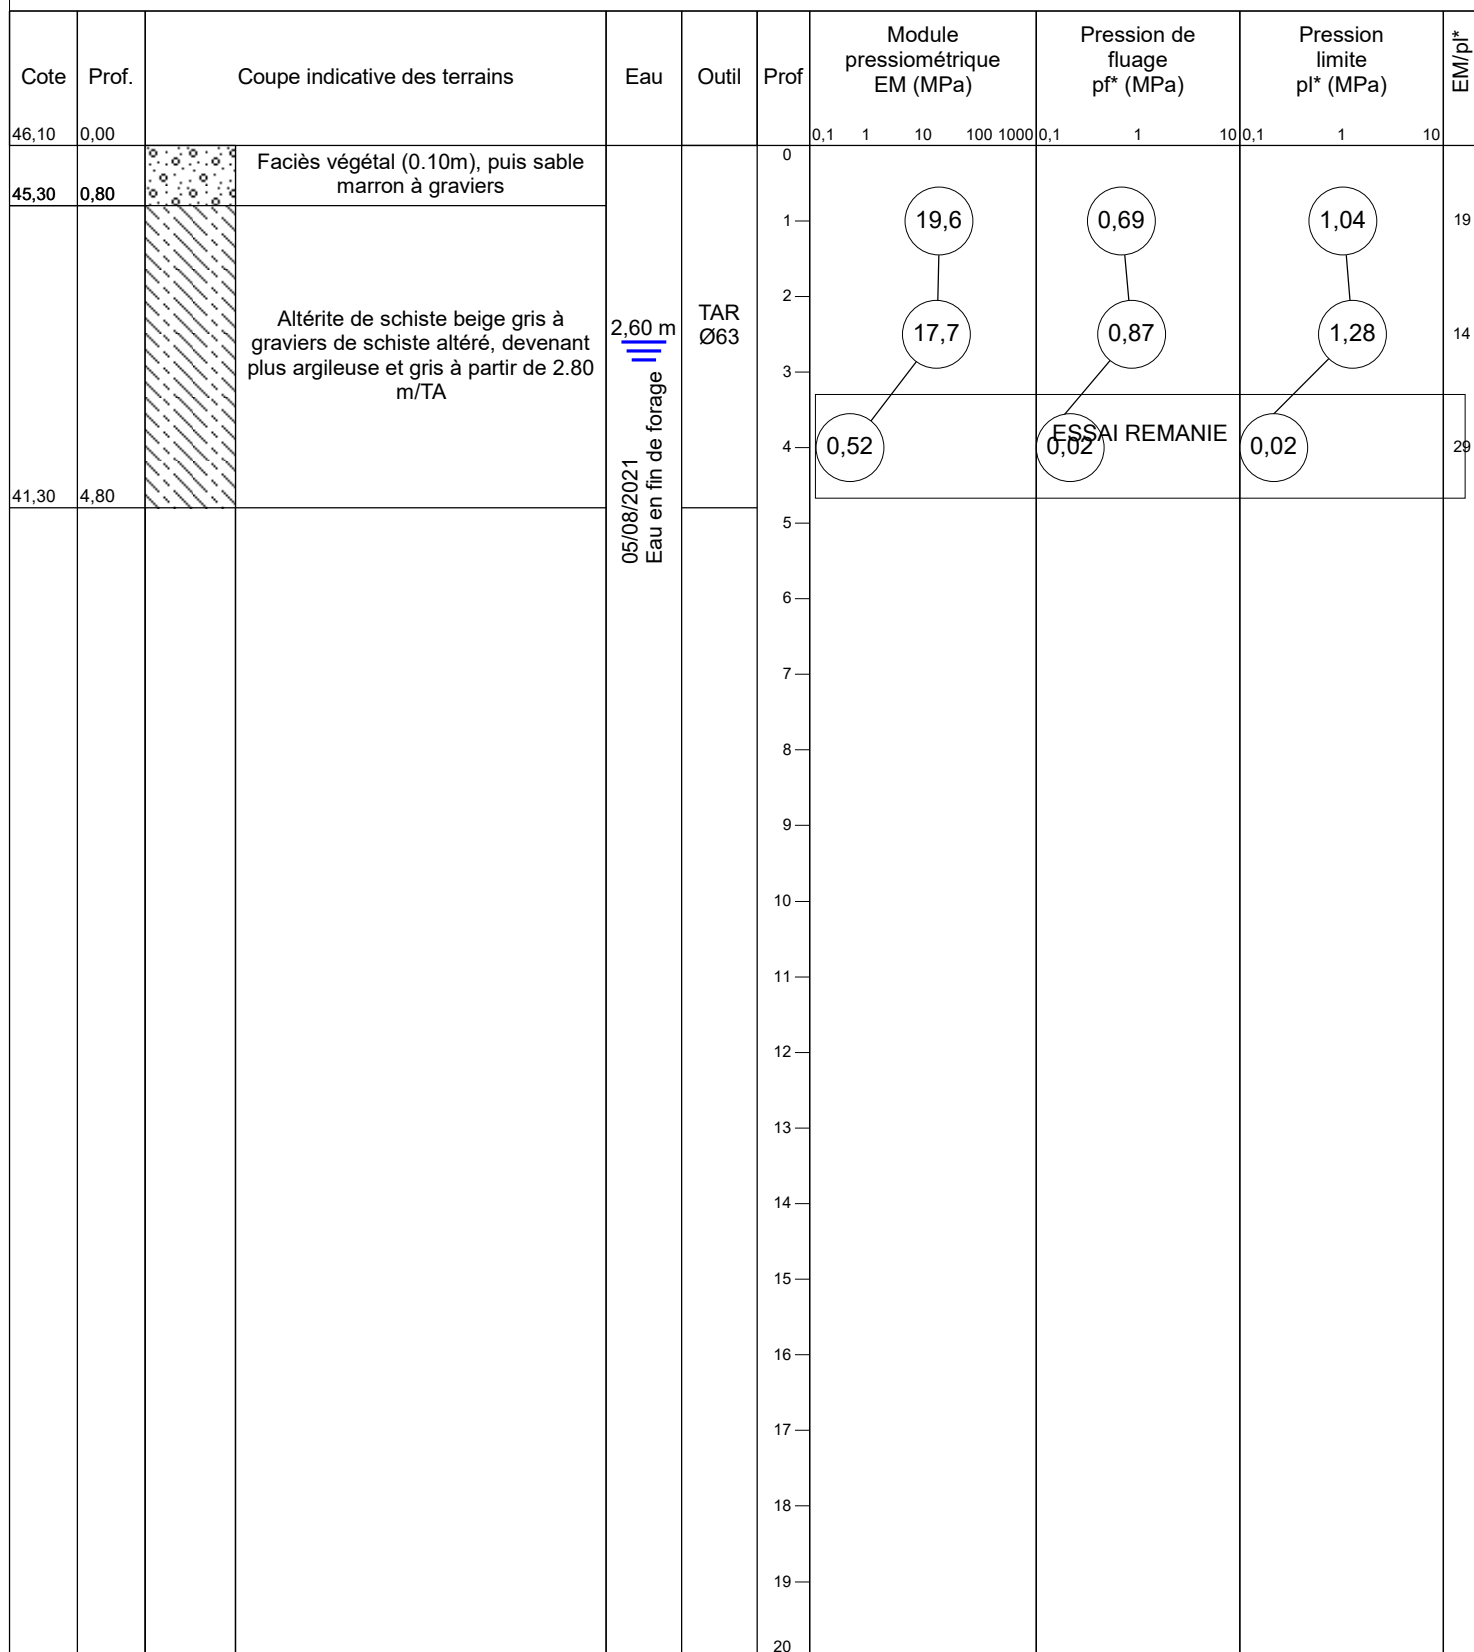 Cote
Prof.
Coupe indicative des terrains
Eau
Outil
Prof
Module
pressiométrique
EM (MPa)
Pression de
fluage
pf* (MPa)
Pression
limite
pl* (MPa)
EM/pl*
46,10
0,00
0,1 1 10 100 1000
0,1 1 10
0,1 1 10
Faciès végétal (0.10m), puis sable
marron à graviers
45,30
0,80
Altérite de schiste beige gris à
graviers de schiste altéré, devenant
plus argileuse et gris à partir de 2.80
m/TA
41,30
4,80
2,60 m
05/08/2021
Eau en fin de forage
TAR
Ø63
0
1
19,6
0,69
1,04
19
2
17,7
0,87
1,28
14
3
ESSAI REMANIE
4
0,52
0,02
0,02
29
5
6
7
8
9
10
11
12
13
14
15
16
17
18
19
20